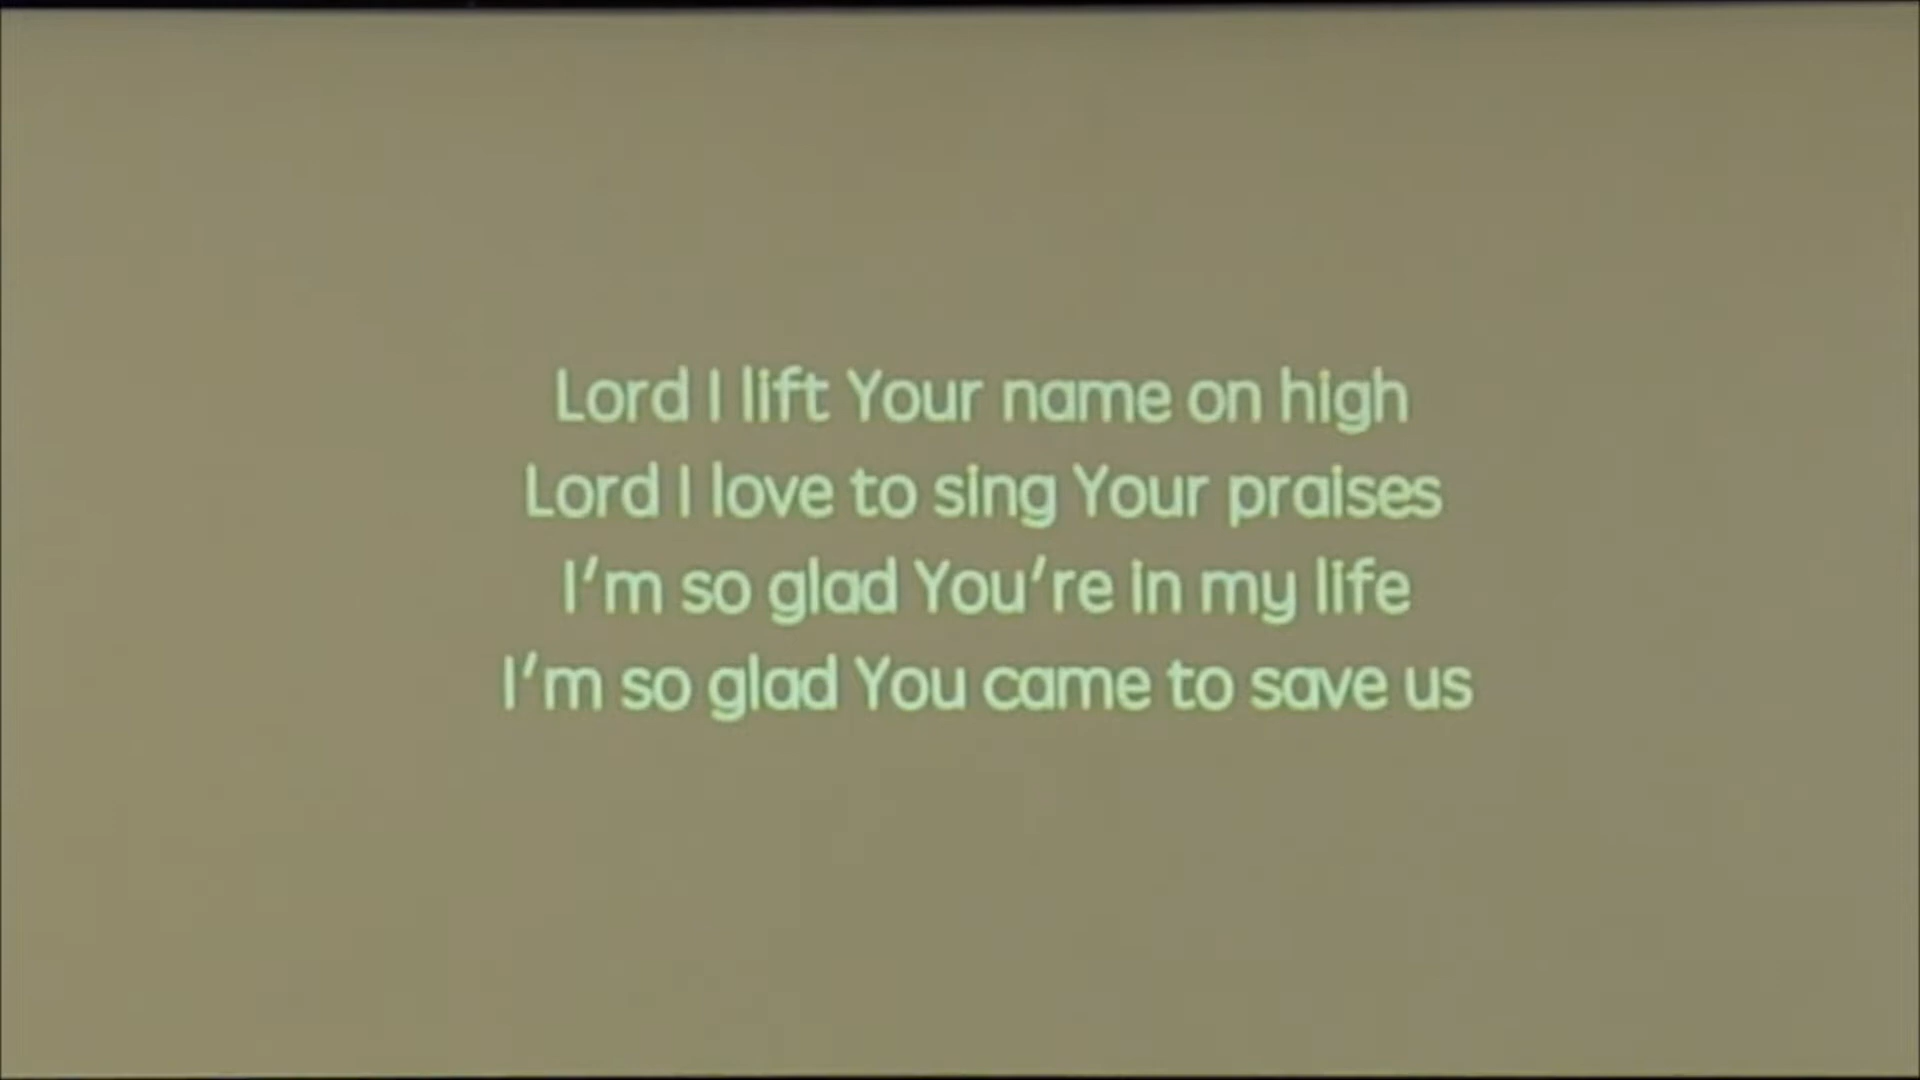 Lord I lift Your name on high
Lord I love to sing Your praises
I'm so glad You're in my life
I'm so glad You came to save us